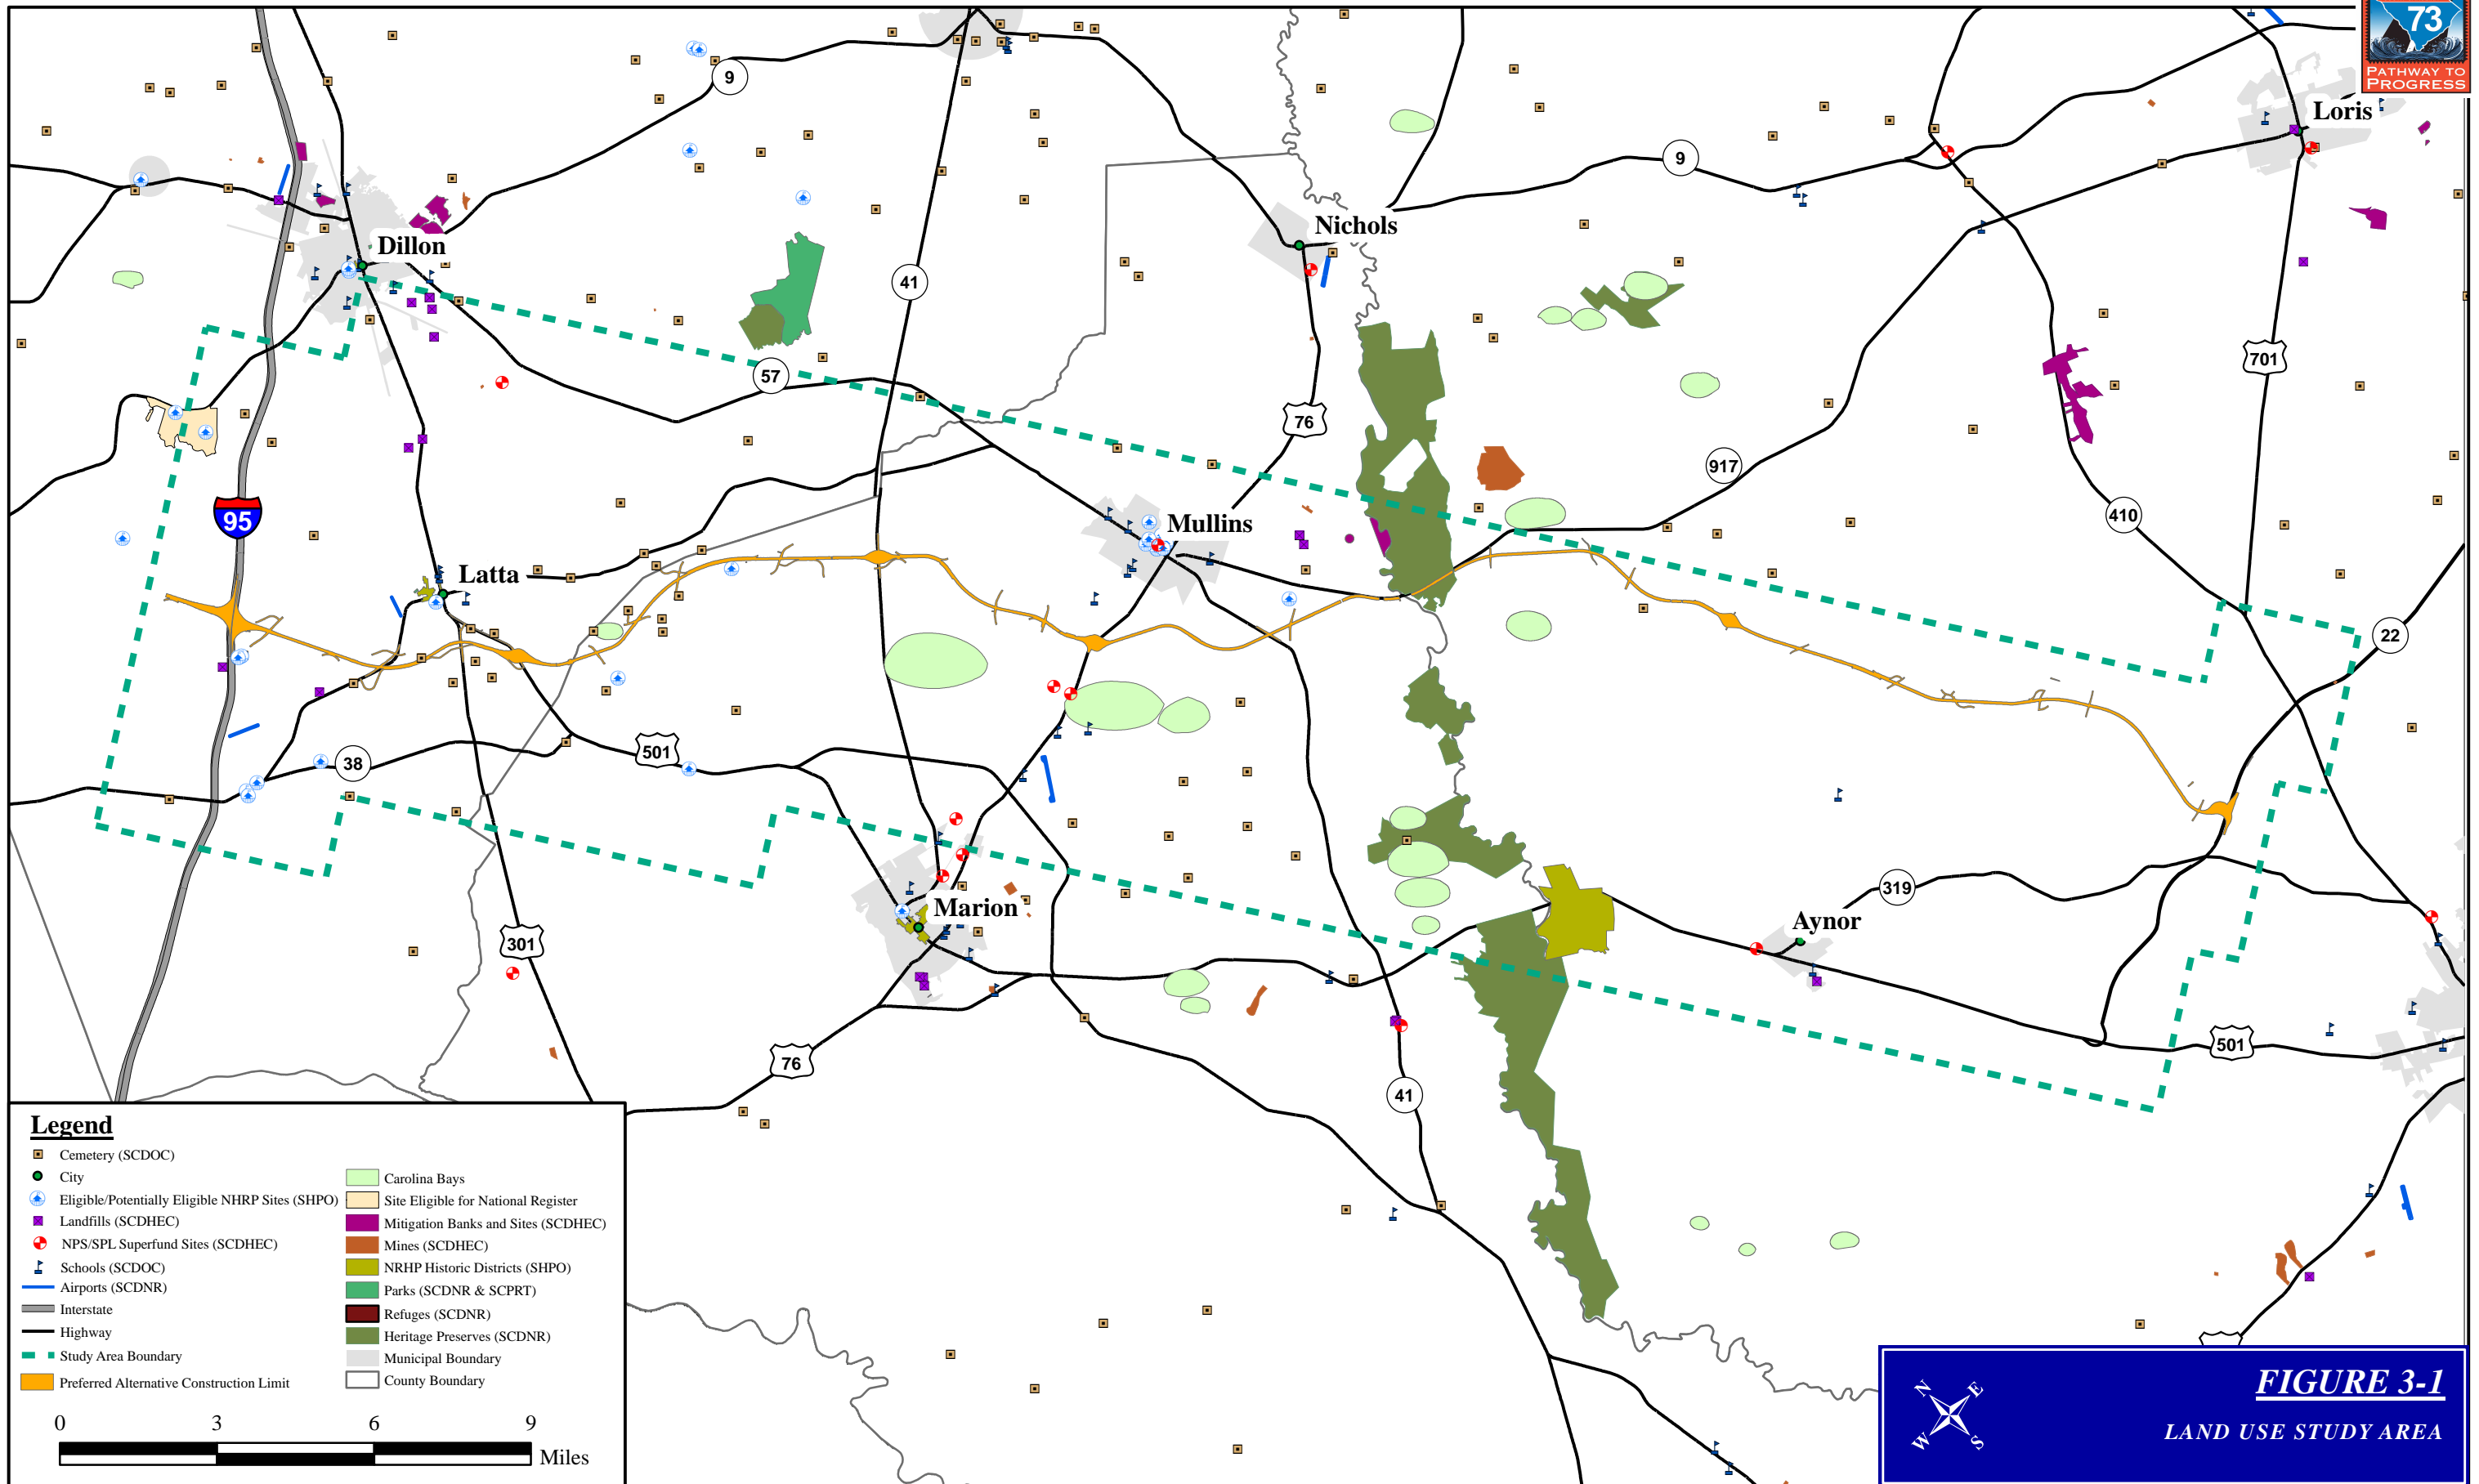 73
PATHWAY TO
PROGRESS
Loris
9
9
Dillon
Nichols
41
701
57
76
917
95
410
Mullins
Latta
22
501
38
319
Marion
Aynor
301
501
76
41
Legend
Cemetery (SCDOC)
City
Eligible/Potentially Eligible NHRP Sites (SHPO)
Landfills (SCDHEC)
NPS/SPL Superfund Sites (SCDHEC)
Schools (SCDOC)
Airports (SCDNR)
Interstate
Highway
Study Area Boundary
Preferred Alternative Construction Limit
Carolina Bays
Site Eligible for National Register
Mitigation Banks and Sites (SCDHEC)
Mines (SCDHEC)
NRHP Historic Districts (SHPO)
Parks (SCDNR & SCPRT)
Refuges (SCDNR)
Heritage Preserves (SCDNR)
Municipal Boundary
County Boundary
0 3 6 9
Miles
N E
W S
FIGURE 3-1
LAND USE STUDY AREA